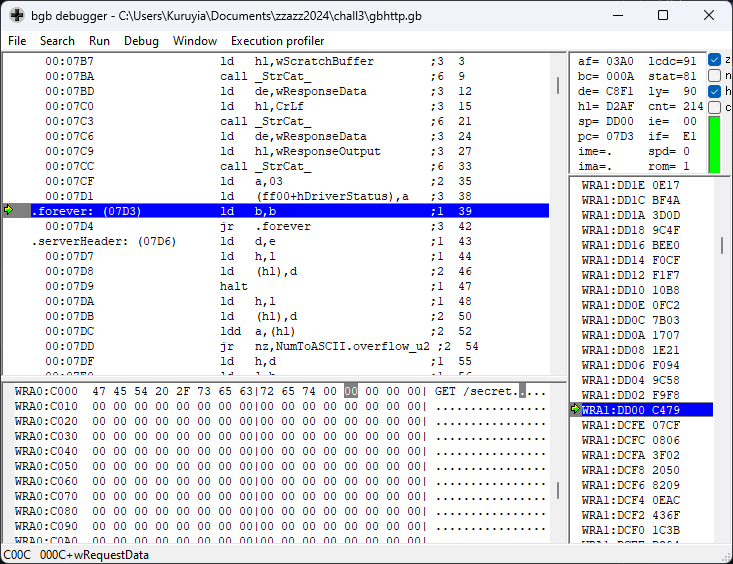 bgb debugger - C:\Users\Kuruyia\Documents\zzazz2024\chall3\gbhttp.gb
File Search Run Debug Window Execution profiler
00:07B7 ld hl,wScratchBuffer ;3 3
00:07BA call _StrCat_ ;6 9
00:07BD ld de,wResponseData ;3 12
00:07C0 ld hl,CrLf ;3 15
00:07C3 call _StrCat_ ;6 21
00:07C6 ld de,wResponseData ;3 24
00:07C9 ld hl,wResponseOutput ;3 27
00:07CC call _StrCat_ ;6 33
00:07CF ld a,03 ;2 35
00:07D1 ld (ff00+hDriverStatus),a ;3 38
.forever: (07D3) ld b,b ;1 39
00:07D4 jr .forever ;3 42
.serverHeader: (07D6) ld d,e ;1 43
00:07D7 ld h,l ;1 44
00:07D8 ld (hl),d ;2 46
00:07D9 halt ;1 47
00:07DA ld h,l ;1 48
00:07DB ld (hl),d ;2 50
00:07DC ldd a,(hl) ;2 52
00:07DD jr nz,NumToASCII.overflow_u2 ;2 54
00:07DF ld h,d ;1 55
af= 03A0 lcdc=91
bc= 000A stat=81
de= C8F1 ly= 90
hl= D2AF cnt= 214
sp= DD00 ie= 00
pc= 07D3 if= E1
ime=. spd= 0
ima=. rom= 1
z
n
h
c
WRA1:DD1E 0E17
WRA1:DD1C BF4A
WRA1:DD1A 3D0D
WRA1:DD18 9C4F
WRA1:DD16 BEE0
WRA1:DD14 F0CF
WRA1:DD12 F1F7
WRA1:DD10 10B8
WRA1:DD0E 0FC2
WRA1:DD0C 7B03
WRA1:DD0A 1707
WRA1:DD08 1E21
WRA1:DD06 F094
WRA1:DD04 9C58
WRA1:DD02 F9F8
WRA1:DD00 C479
WRA1:DCFE 07CF
WRA1:DCFC 0806
WRA1:DCFA 3F02
WRA1:DCF8 2050
WRA1:DCF6 8209
WRA1:DCF4 0EAC
WRA1:DCF2 436F
WRA1:DCF0 1C3B
WRA0:C000 47 45 54 20 2F 73 65 63|72 65 74 00 00 00 00 00| GET /secret.....
WRA0:C010 00 00 00 00 00 00 00 00|00 00 00 00 00 00 00 00| ................
WRA0:C020 00 00 00 00 00 00 00 00|00 00 00 00 00 00 00 00| ................
WRA0:C030 00 00 00 00 00 00 00 00|00 00 00 00 00 00 00 00| ................
WRA0:C040 00 00 00 00 00 00 00 00|00 00 00 00 00 00 00 00| ................
WRA0:C050 00 00 00 00 00 00 00 00|00 00 00 00 00 00 00 00| ................
WRA0:C060 00 00 00 00 00 00 00 00|00 00 00 00 00 00 00 00| ................
WRA0:C070 00 00 00 00 00 00 00 00|00 00 00 00 00 00 00 00| ................
WRA0:C080 00 00 00 00 00 00 00 00|00 00 00 00 00 00 00 00| ................
WRA0:C090 00 00 00 00 00 00 00 00|00 00 00 00 00 00 00 00| ................
C00C 000C+wRequestData